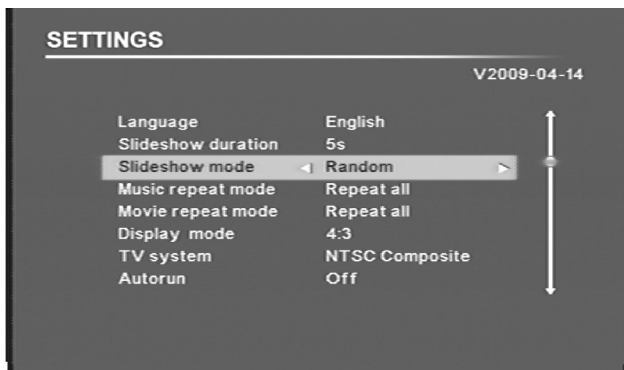 SETTINGS
V2009-04-14
Language English
Slideshow duration 5s
Slideshow mode Random
Music repeat mode Repeat all
Movie repeat mode Repeat all
Display mode 4:3
TV system NTSC Composite
Autorun Off